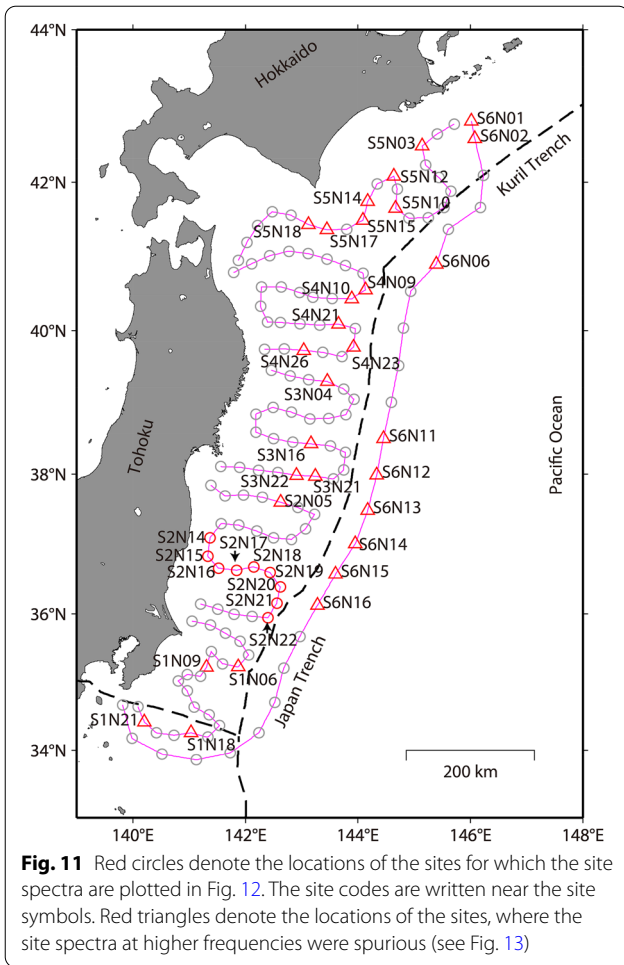 44°N
Hokkaido
S6N01
S5N03
S6N02
Kuril Trench
42°N
S5N12
S5N14
S5N10
S5N18
S5N15
S5N17
S6N06
S4N09
S4N10
40°N
S4N21
S4N26
S4N23
S3N04
Tohoku
Pacific Ocean
S6N11
S3N16
38°N
S6N12
S3N22
S3N21
S2N05
S6N13
S2N14
S2N17
S6N14
S2N15
S2N18
S2N16
S2N19
S6N15
S2N20
S2N21
36°N
S6N16
S2N22
S1N09
S1N06
Japan Trench
S1N21
S1N18
34°N
200 km
140°E 142°E 144°E 146°E 148°E
Fig. 11 Red circles denote the locations of the sites for which the site
spectra are plotted in Fig. 12. The site codes are written near the site
symbols. Red triangles denote the locations of the sites, where the
site spectra at higher frequencies were spurious (see Fig. 13)